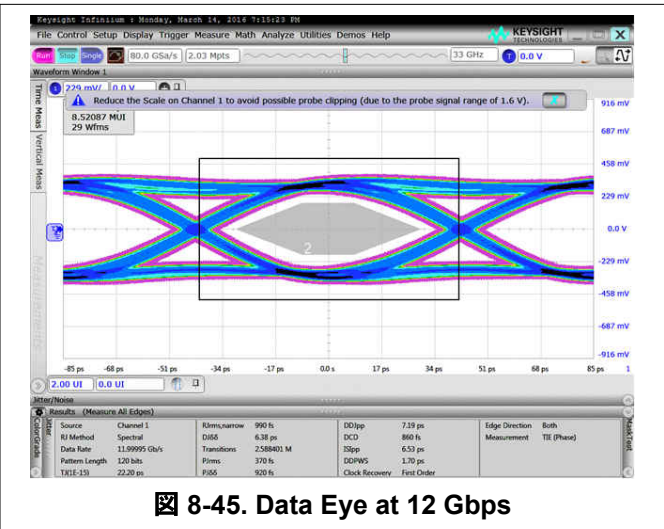 Keysight Infiniium : Monday, March 14, 2016 7:15:23 PM
File Control Setup Display Trigger Measure Math Analyze Utilities Demos Help
KEYSIGHT
TECHNOLOGIES
Run Stop Single 80.0 GSa/s 2.03 Mpts 33 GHz T 0.0 V
Waveform Window 1
1 229 mV/ 0.0 V
Reduce the Scale on Channel 1 to avoid possible probe clipping (due to the probe signal range of 1.6 V).
8.52087 MUI
29 Wfms
Time Meas
Vertical Meas
Measurements
916 mV
687 mV
458 mV
229 mV
0.0 V
-229 mV
-458 mV
-687 mV
-916 mV
2
-85 ps -68 ps -51 ps -34 ps -17 ps 0.0 s 17 ps 34 ps 51 ps 68 ps 85 ps 1
2.00 UI 0.0 UI
Jitter/Noise
Results (Measure All Edges)
ColorGrade
Jitter
MaskTest
Source Channel 1 RJrms,narrow 990 fs DDJpp 7.19 ps Edge Direction Both
RJ Method Spectral DJδδ 6.38 ps DCD 860 fs Measurement TIE (Phase)
Data Rate 11.99995 Gb/s Transitions 2.588401 M ISIpp 6.53 ps
Pattern Length 120 bits PJrms 370 fs DDPWS 1.70 ps
TJ(1E-15) 22.20 ps PJδδ 920 fs Clock Recovery First Order
図 8-45. Data Eye at 12 Gbps